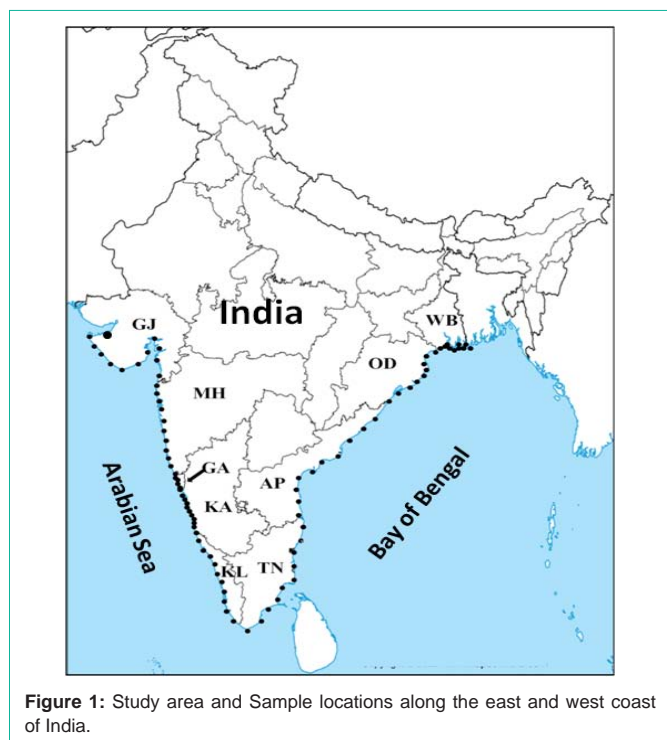 India
GJ
WB
OD
MH
GA
AP
KA
KL
TN
Arabian Sea
Bay of Bengal
Figure 1: Study area and Sample locations along the east and west coast
of India.